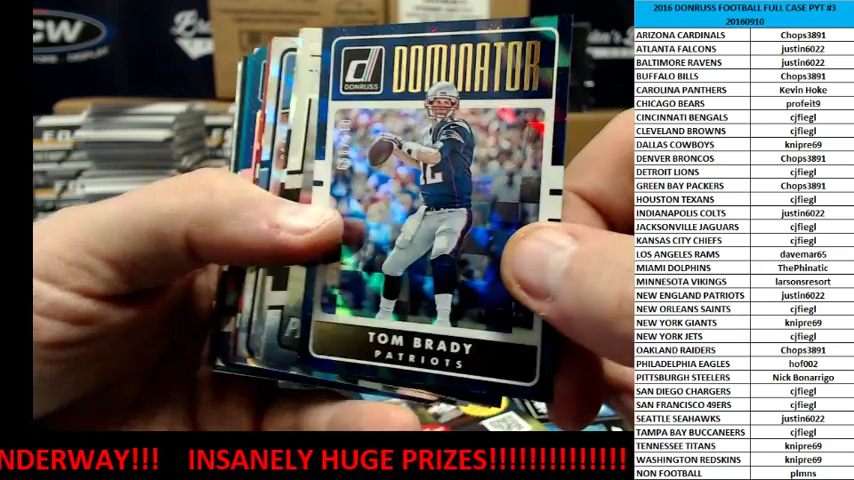 2016 DONRUSS FOOTBALL FULL CASE PYT #3
20160910
ARIZONA CARDINALS Chops3891
ATLANTA FALCONS justin6022
BALTIMORE RAVENS justin6022
BUFFALO BILLS Chops3891
CAROLINA PANTHERS Kevin Hoke
CHICAGO BEARS profeit9
CINCINNATI BENGALS cjfiegl
CLEVELAND BROWNS cjfiegl
DALLAS COWBOYS knipre69
DENVER BRONCOS Chops3891
DETROIT LIONS cjfiegl
GREEN BAY PACKERS Chops3891
HOUSTON TEXANS cjfiegl
INDIANAPOLIS COLTS justin6022
JACKSONVILLE JAGUARS cjfiegl
KANSAS CITY CHIEFS cjfiegl
LOS ANGELES RAMS davemar65
MIAMI DOLPHINS ThePhinatic
MINNESOTA VIKINGS larsonsresort
NEW ENGLAND PATRIOTS justin6022
NEW ORLEANS SAINTS cjfiegl
NEW YORK GIANTS knipre69
NEW YORK JETS cjfiegl
OAKLAND RAIDERS Chops3891
PHILADELPHIA EAGLES hof002
PITTSBURGH STEELERS Nick Bonarrigo
SAN DIEGO CHARGERS cjfiegl
SAN FRANCISCO 49ERS cjfiegl
SEATTLE SEAHAWKS justin6022
TAMPA BAY BUCCANEERS cjfiegl
TENNESSEE TITANS knipre69
WASHINGTON REDSKINS knipre69
NON FOOTBALL plmns
DONRUSS
DOMINATOR
12
TOM BRADY
PATRIOTS
NDERWAY!!! INSANELY HUGE PRIZES!!!!!!!!!!!!!!